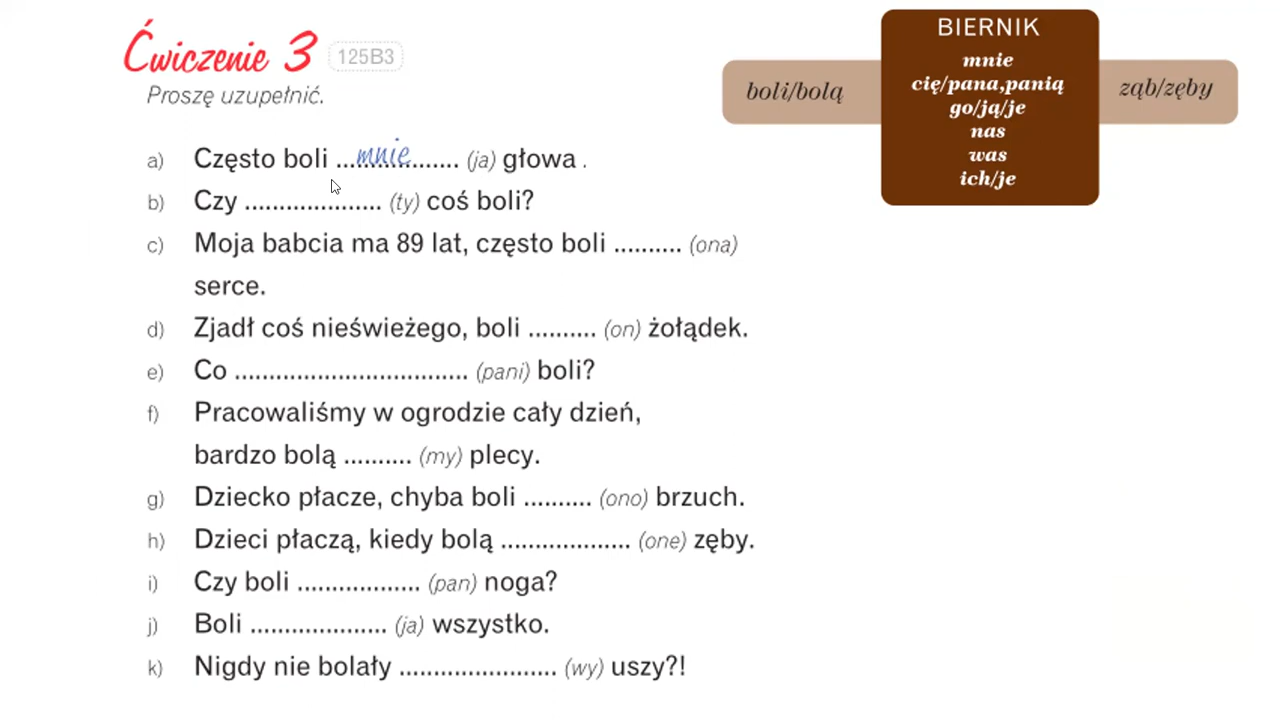 Ćwiczenie 3 125B3
Proszę uzupełnić.
boli/bolą
BIERNIK
mnie
cię/pana,panią
go/ją/je
nas
was
ich/je
ząb/zęby
a) Często boli ...mnie....... (ja) głowa .
b) Czy .................... (ty) coś boli?
c) Moja babcia ma 89 lat, często boli .......... (ona)
serce.
d) Zjadł coś nieświeżego, boli .......... (on) żołądek.
e) Co .................................. (pani) boli?
f) Pracowaliśmy w ogrodzie cały dzień,
bardzo bolą .......... (my) plecy.
g) Dziecko płacze, chyba boli .......... (ono) brzuch.
h) Dzieci płaczą, kiedy bolą ................... (one) zęby.
i) Czy boli .................. (pan) noga?
j) Boli .................... (ja) wszystko.
k) Nigdy nie bolały ....................... (wy) uszy?!